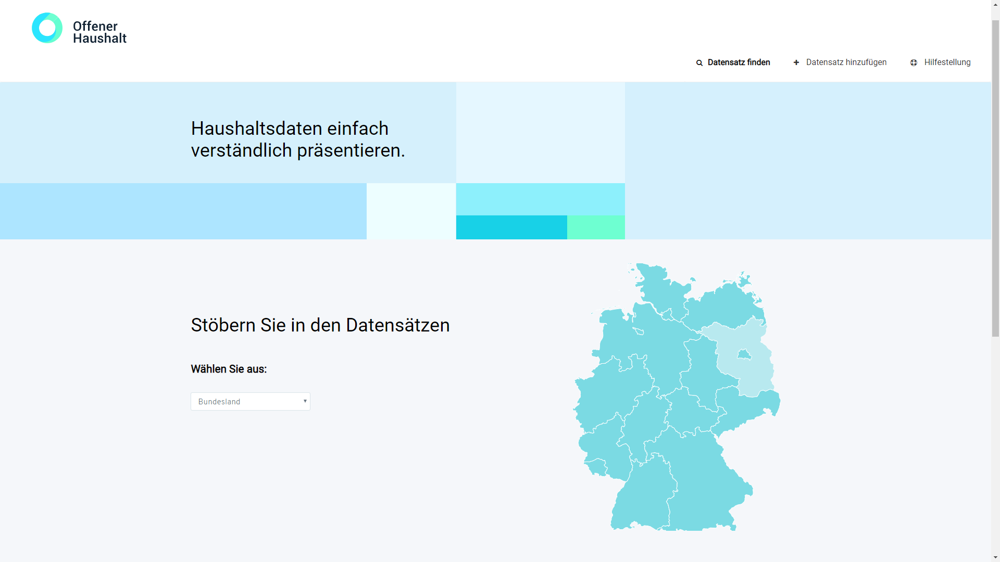 Offener
Haushalt
Datensatz finden
Datensatz hinzufügen
Hilfestellung
Haushaltsdaten einfach
verständlich präsentieren.
Stöbern Sie in den Datensätzen
Wählen Sie aus:
Bundesland